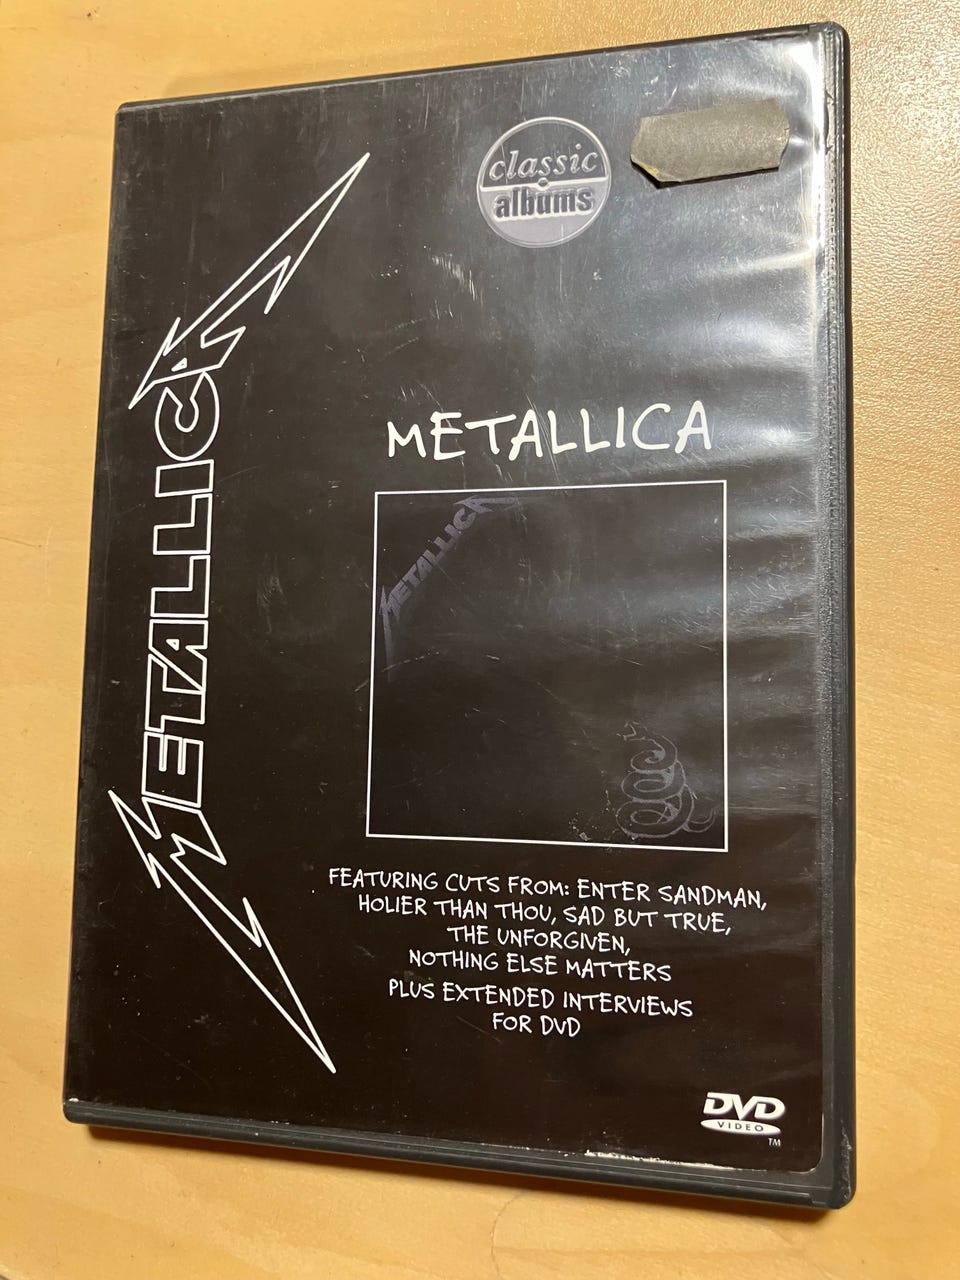 classic
albums
METALLICA
METALLICA
METALLICA
FEATURING CUTS FROM: ENTER SANDMAN,
HOLIER THAN THOU, SAD BUT TRUE,
THE UNFORGIVEN,
NOTHING ELSE MATTERS
PLUS EXTENDED INTERVIEWS
FOR DVD
DVD
VIDEO
TM